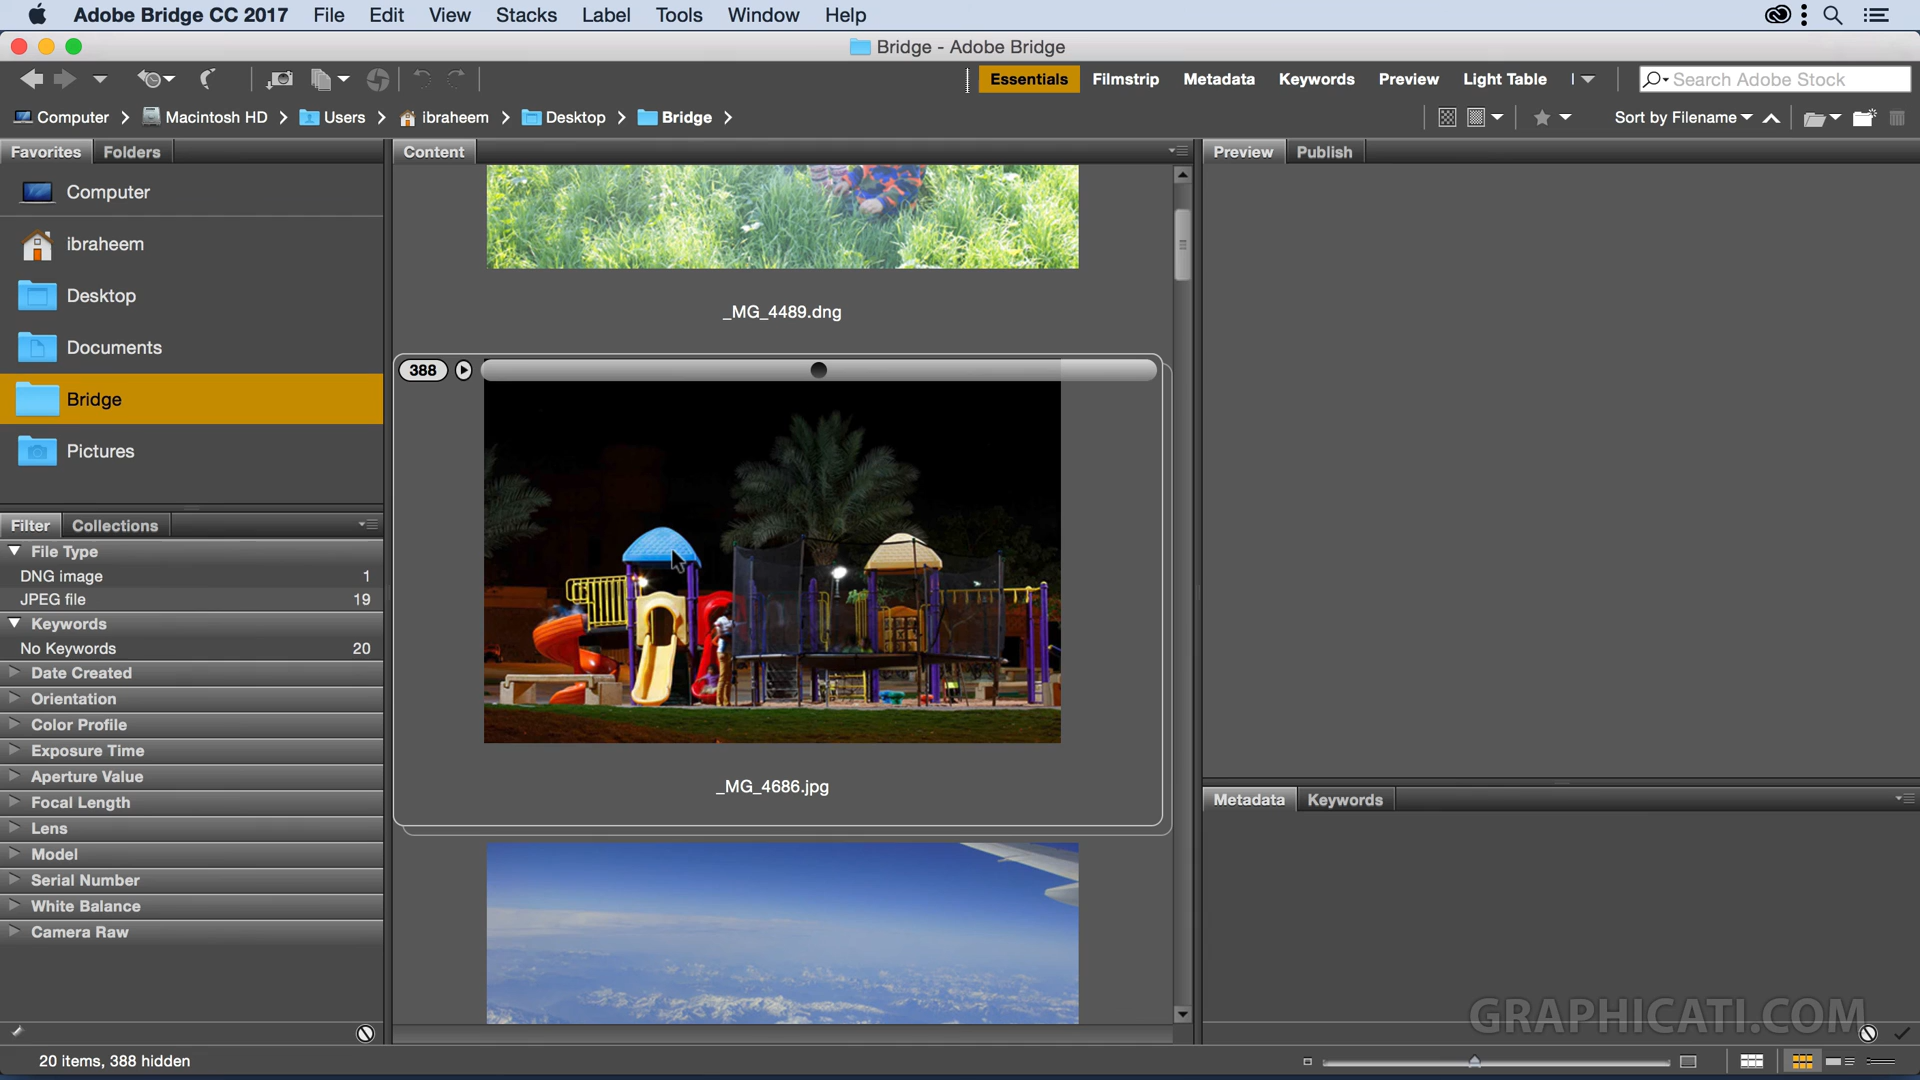 Adobe Bridge CC 2017 File Edit View Stacks Label Tools Window Help
Bridge - Adobe Bridge
Essentials Filmstrip Metadata Keywords Preview Light Table Search Adobe Stock
Computer Macintosh HD Users ibraheem Desktop Bridge Sort by Filename
Favorites Folders
Content
Preview Publish
Computer
ibraheem
Desktop
Documents
Bridge
Pictures
_MG_4489.dng
388
_MG_4686.jpg
Filter Collections
File Type
DNG image 1
JPEG file 19
Keywords
No Keywords 20
Date Created
Orientation
Color Profile
Exposure Time
Aperture Value
Focal Length
Lens
Model
Serial Number
White Balance
Camera Raw
Metadata Keywords
GRAPHICATI.COM
20 items, 388 hidden